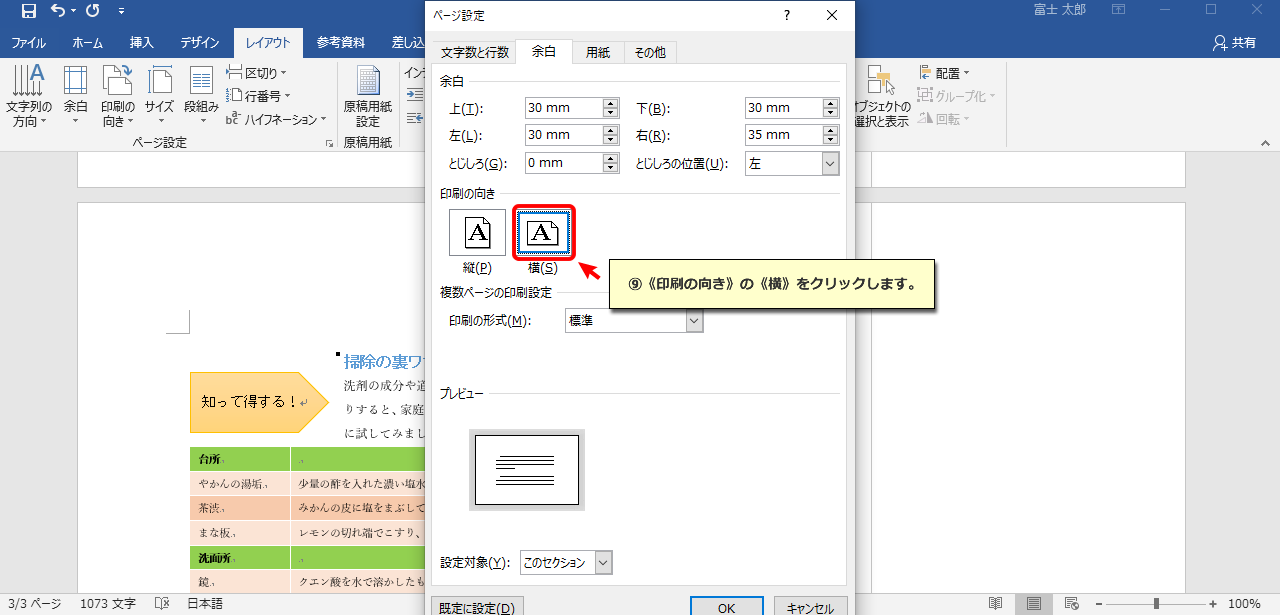 富士 太郎
ファイル ホーム 挿入 デザイン レイアウト 参考資料 差し込
共有
文字列の方向
余白
印刷の向き
サイズ
段組み
区切り
行番号
ハイフネーション
ページ設定
原稿用紙設定
原稿用紙
オブジェクトの選択と表示
配置
グループ化
回転
ページ設定
文字数と行数 余白 用紙 その他
余白
上(T): 30 mm 下(B): 30 mm
左(L): 30 mm 右(R): 35 mm
とじしろ(G): 0 mm とじしろの位置(U): 左
印刷の向き
A A
縦(P) 横(S)
⑨《印刷の向き》の《横》をクリックします。
複数ページの印刷設定
印刷の形式(M): 標準
プレビュー
設定対象(Y): このセクション
既定に設定(D) OK キャンセル
知って得する！
掃除の裏ワ
洗剤の成分や道
りすると、家庭
に試してみまし
台所
やかんの湯垢 少量の酢を入れた濃い塩水
茶渋 みかんの皮に塩をまぶして
まな板 レモンの切れ端でこすり、
洗面所
鏡 クエン酸を水で溶かしたも
3/3 ページ 1073 文字 日本語 100%